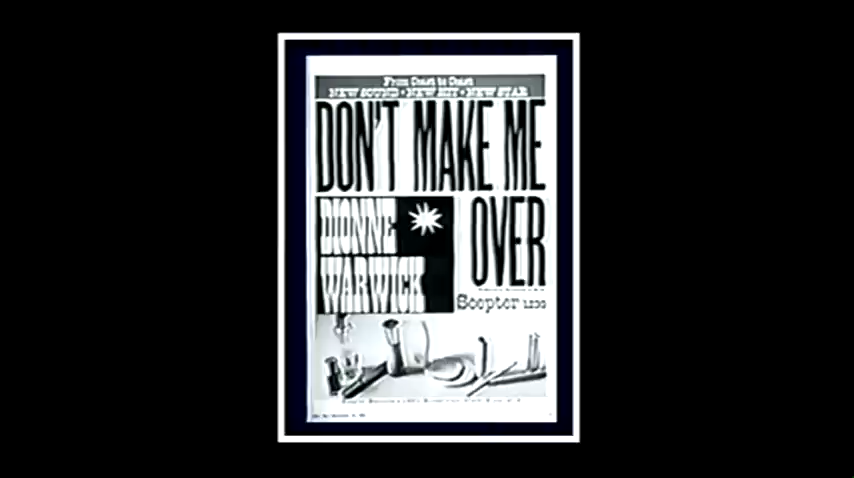 From Coast to Coast
NEW SOUND • NEW HIT • NEW STAR
DON'T MAKE ME
OVER
DIONNE
WARWICK
Scepter 1239